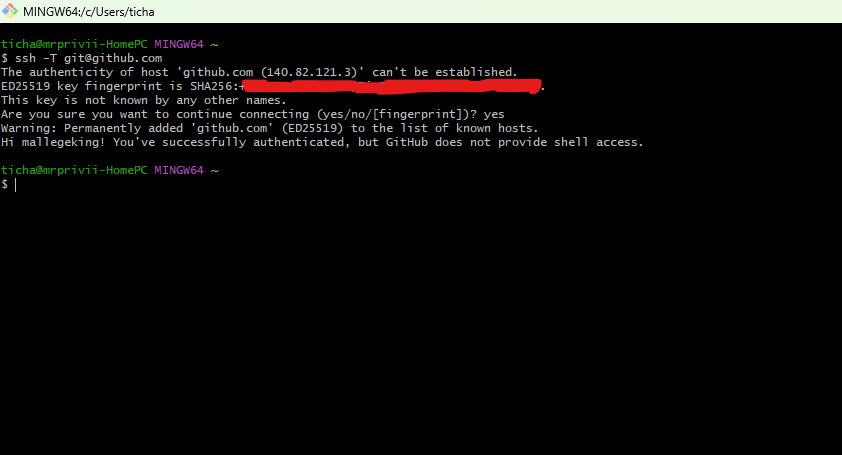 MINGW64:/c/Users/ticha
ticha@mrprivii-HomePC MINGW64 ~
$ ssh -T git@github.com
The authenticity of host 'github.com (140.82.121.3)' can't be established.
ED25519 key fingerprint is SHA256:+
This key is not known by any other names.
Are you sure you want to continue connecting (yes/no/[fingerprint])? yes
Warning: Permanently added 'github.com' (ED25519) to the list of known hosts.
Hi mallegeking! You've successfully authenticated, but GitHub does not provide shell access.
ticha@mrprivii-HomePC MINGW64 ~
$